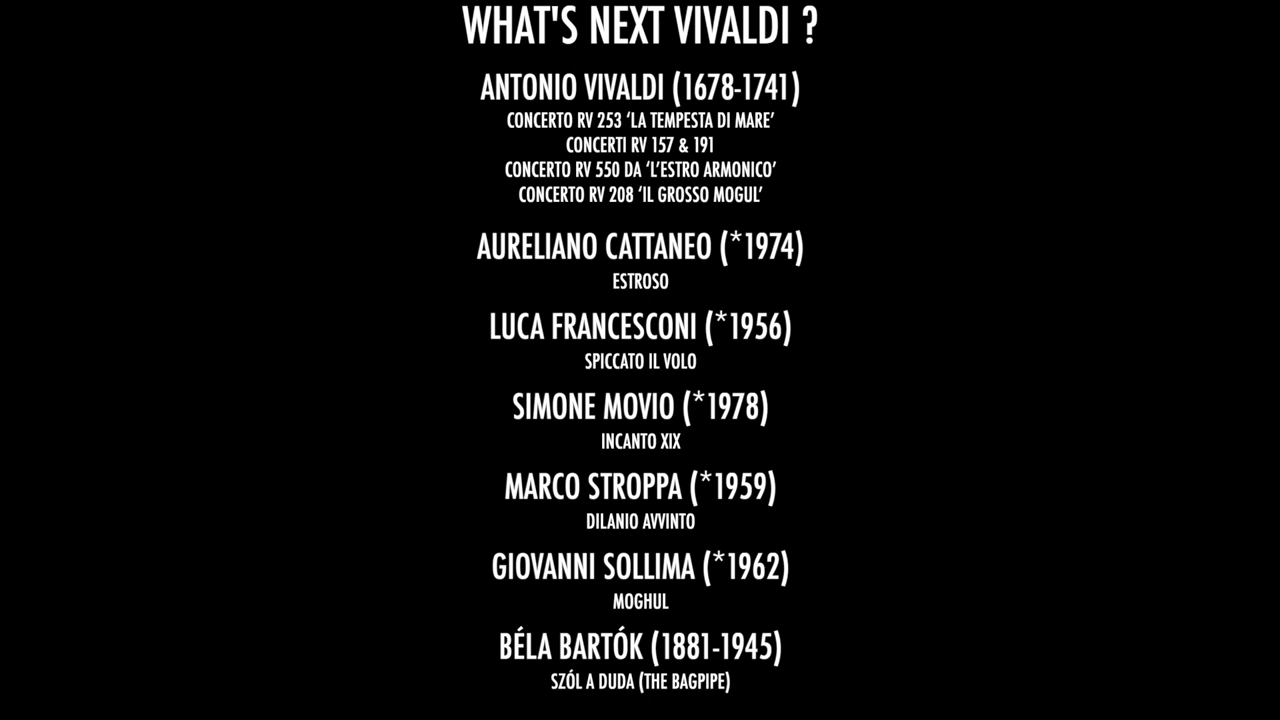 WHAT'S NEXT VIVALDI ?
ANTONIO VIVALDI (1678-1741)
CONCERTO RV 253 ‘LA TEMPESTA DI MARE’
CONCERTI RV 157 & 191
CONCERTO RV 550 DA ‘L’ESTRO ARMONICO’
CONCERTO RV 208 ‘IL GROSSO MOGUL’
AURELIANO CATTANEO (*1974)
ESTROSO
LUCA FRANCESCONI (*1956)
SPICCATO IL VOLO
SIMONE MOVIO (*1978)
INCANTO XIX
MARCO STROPPA (*1959)
DILANIO AVVINTO
GIOVANNI SOLLIMA (*1962)
MOGHUL
BÉLA BARTÓK (1881-1945)
SZÓL A DUDA (THE BAGPIPE)